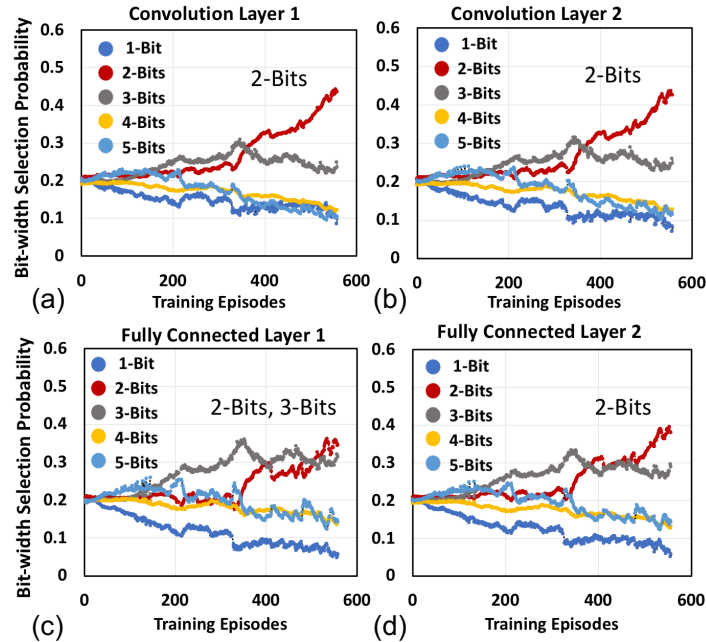 Convolution Layer 1
Bit-width Selection Probability
0.6
0.5
0.4
0.3
0.2
0.1
0
1-Bit
2-Bits
3-Bits
4-Bits
5-Bits
2-Bits
0
200
400
600
(a)
Training Episodes
Convolution Layer 2
0.6
0.5
0.4
0.3
0.2
0.1
0
1-Bit
2-Bits
3-Bits
4-Bits
5-Bits
2-Bits
0
200
400
600
(b)
Training Episodes
Fully Connected Layer 1
Bit-width Selection Probability
0.6
0.5
0.4
0.3
0.2
0.1
0
1-Bit
2-Bits
3-Bits
4-Bits
5-Bits
2-Bits, 3-Bits
0
200
400
600
(c)
Training Episodes
Fully Connected Layer 2
0.6
0.5
0.4
0.3
0.2
0.1
0
1-Bit
2-Bits
3-Bits
4-Bits
5-Bits
2-Bits
0
200
400
600
(d)
Training Episodes